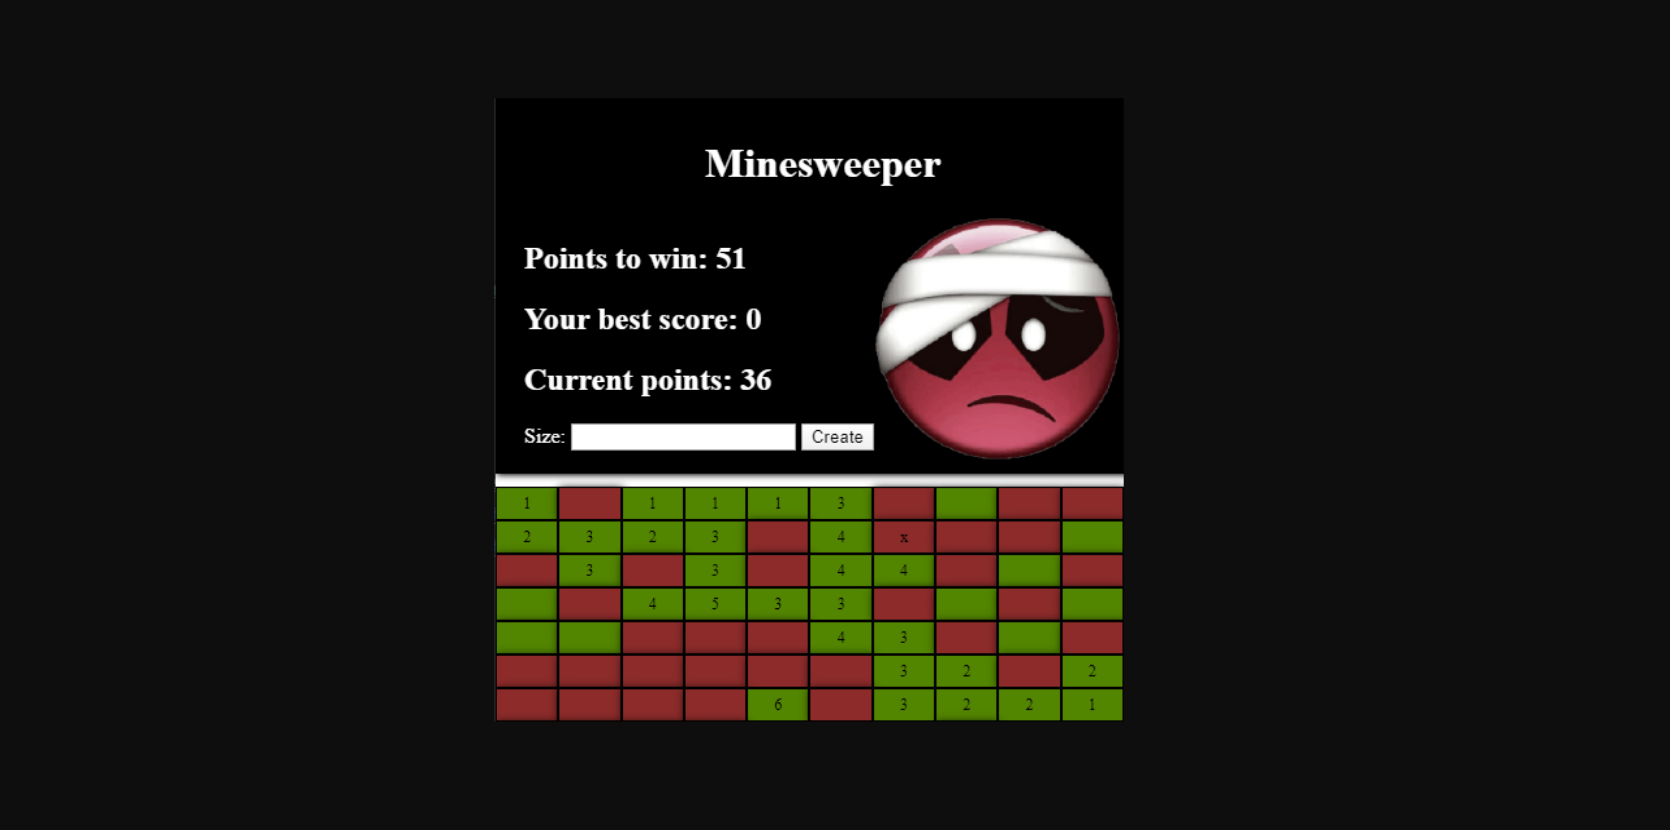 Minesweeper
Points to win: 51
Your best score: 0
Current points: 36
Size: Create
1 1 1 1 3
2 3 2 3 4 x
3 3 4 4
4 5 3 3
4 3
3 2 2
6 3 2 2 1